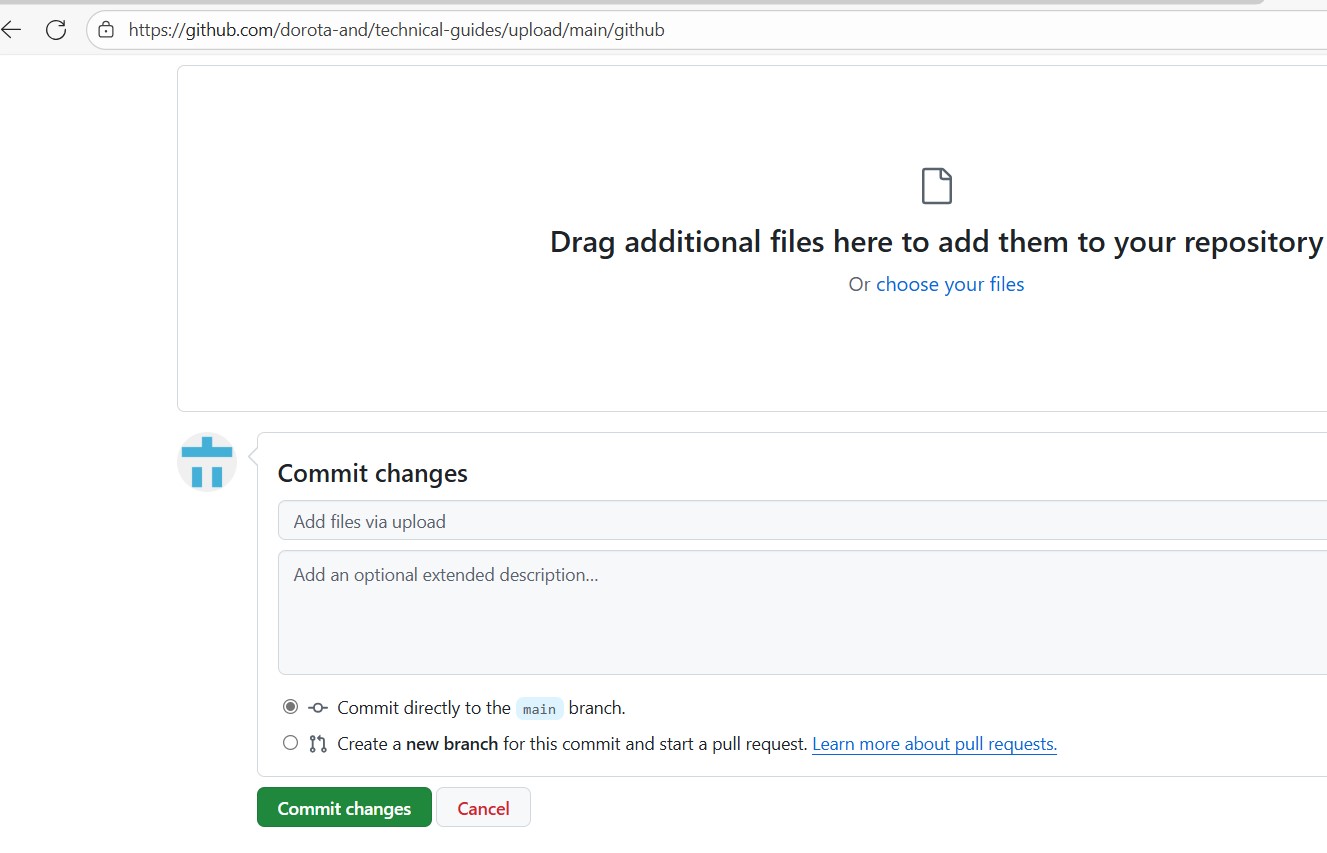 https://github.com/dorota-and/technical-guides/upload/main/github
Drag additional files here to add them to your repository
Or choose your files
Commit changes
Add files via upload
Add an optional extended description...
Commit directly to the main branch.
Create a new branch for this commit and start a pull request. Learn more about pull requests.
Commit changes Cancel